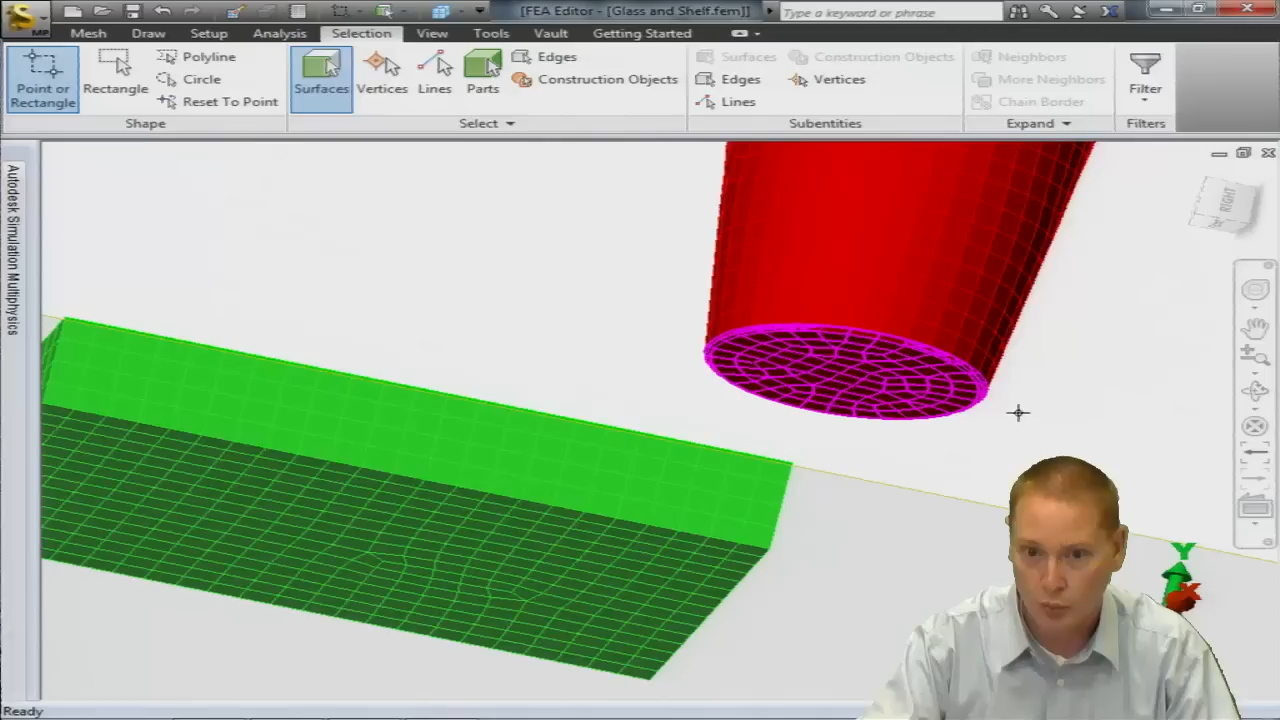 MP
[FEA Editor - [Glass and Shelf.fem]]
Type a keyword or phrase
Mesh Draw Setup Analysis Selection View Tools Vault Getting Started
Point or Rectangle
Rectangle
Polyline
Circle
Reset To Point
Shape
Surfaces
Vertices
Lines
Parts
Edges
Construction Objects
Select
Surfaces
Construction Objects
Edges
Vertices
Lines
Subentities
Neighbors
More Neighbors
Chain Border
Expand
Filter
Filters
Autodesk Simulation Multiphysics
RIGHT
Y
X
Ready